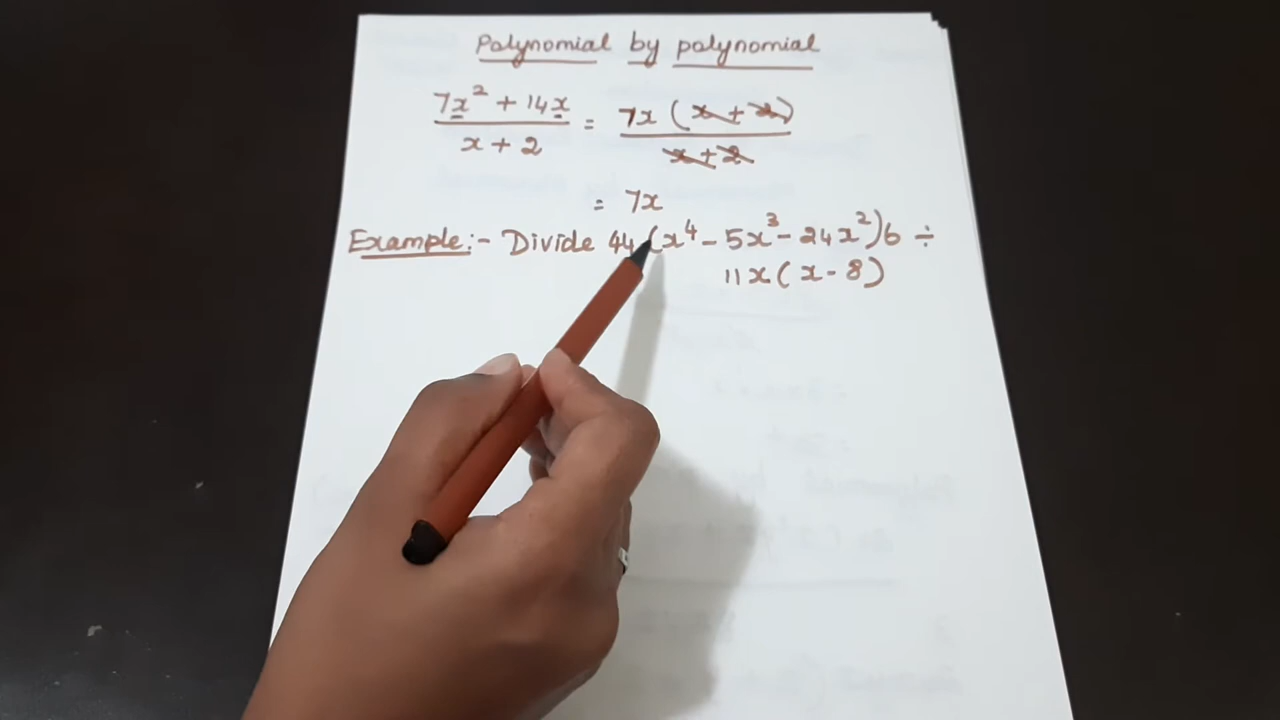 Polynomial by polynomial
7x² + 14x / x + 2 = 7x (x + 2) / x + 2
= 7x
Example:- Divide 44 (x⁴ - 5x³ - 24x²) 6 ÷
11x (x - 8)